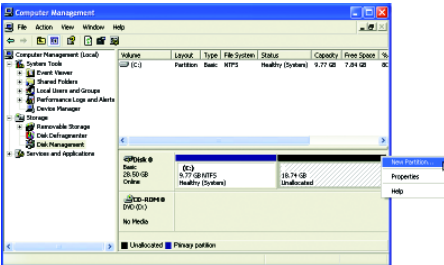 Computer Management
File Action View Window Help
Computer Management (Local)
System Tools
Event Viewer
Shared Folders
Local Users and Groups
Performance Logs and Alerts
Device Manager
Storage
Removable Storage
Disk Defragmenter
Disk Management
Services and Applications
Volume Layout Type File System Status Capacity Free Space %
(C:) Partition Basic NTFS Healthy (System) 9.77 GB 7.84 GB 80
Disk 0
Basic
28.50 GB
Online
(C:)
9.77 GB NTFS
Healthy (System)
18.74 GB
Unallocated
CD-ROM 0
DVD (D:)
No Media
Unallocated Primary partition
New Partition...
Properties
Help